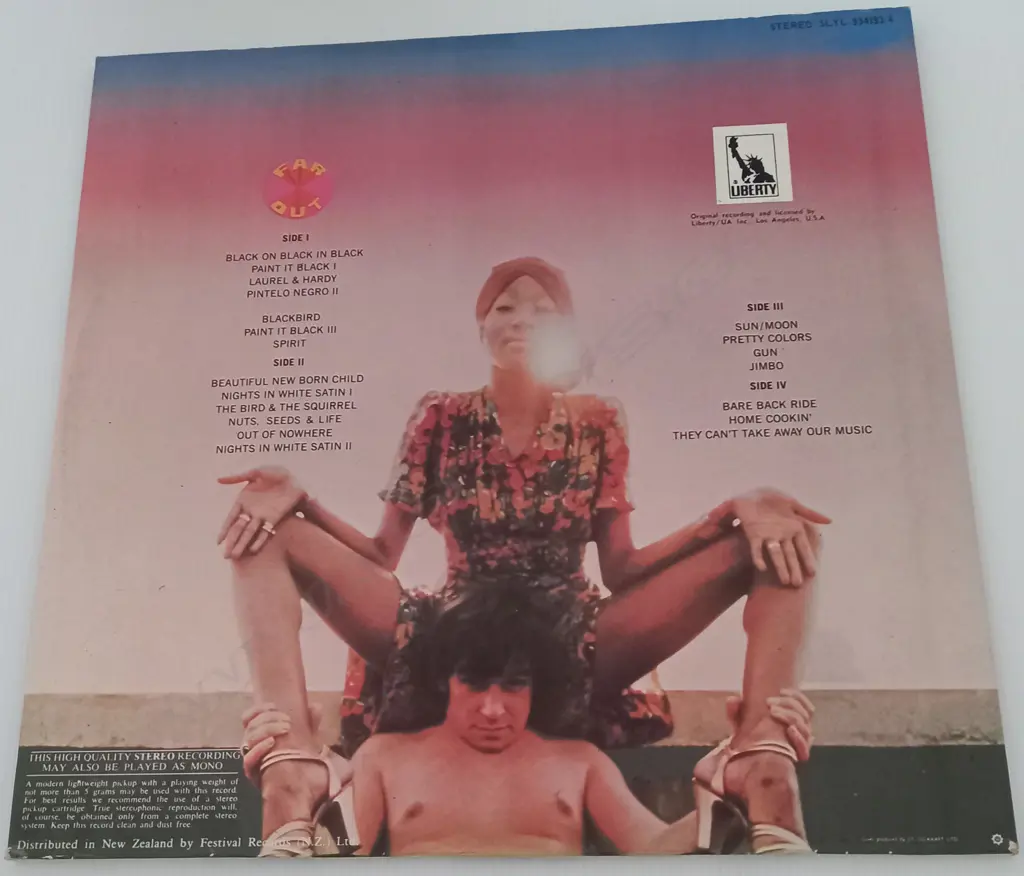 STEREO SLYL 934193 4
FAR
OUT
LIBERTY
Original recording and licensed by
Liberty/UA Inc., Los Angeles, U.S.A.
SIDE I
BLACK ON BLACK IN BLACK
PAINT IT BLACK I
LAUREL & HARDY
PINTELO NEGRO II
BLACKBIRD
PAINT IT BLACK III
SPIRIT
SIDE II
BEAUTIFUL NEW BORN CHILD
NIGHTS IN WHITE SATIN I
THE BIRD & THE SQUIRREL
NUTS, SEEDS & LIFE
OUT OF NOWHERE
NIGHTS IN WHITE SATIN II
SIDE III
SUN/MOON
PRETTY COLORS
GUN
JIMBO
SIDE IV
BARE BACK RIDE
HOME COOKIN'
THEY CAN'T TAKE AWAY OUR MUSIC
THIS HIGH QUALITY STEREO RECORDING
MAY ALSO BE PLAYED AS MONO
A modern lightweight pickup with a playing weight of
not more than 5 grams may be used with this record.
For best results we recommend the use of a stereo
pickup cartridge. True stereophonic reproduction will,
of course, be obtained only from a complete stereo
system. Keep this record clean and dust free.
Distributed in New Zealand by Festival Records (N.Z.) Ltd.
produced by